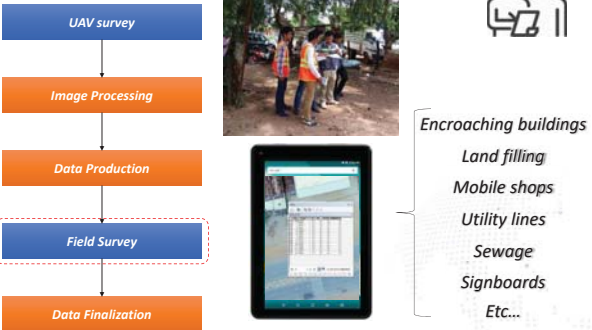 UAV survey
Image Processing
Data Production
Field Survey
Data Finalization
Encroaching buildings
Land filling
Mobile shops
Utility lines
Sewage
Signboards
Etc...